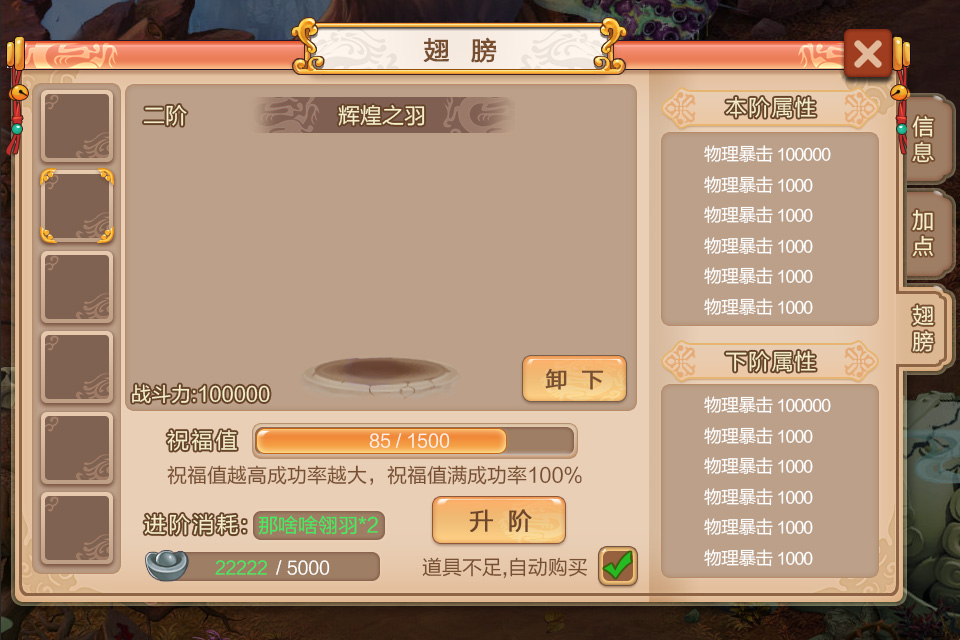 翅膀
二阶
辉煌之羽
战斗力:100000
卸下
祝福值
85 / 1500
祝福值越高成功率越大，祝福值满成功率100%
进阶消耗:
那啥啥翎羽*2
升阶
22222 / 5000
道具不足,自动购买
本阶属性
物理暴击 100000
物理暴击 1000
物理暴击 1000
物理暴击 1000
物理暴击 1000
物理暴击 1000
下阶属性
物理暴击 100000
物理暴击 1000
物理暴击 1000
物理暴击 1000
物理暴击 1000
物理暴击 1000
信息
加点
翅膀